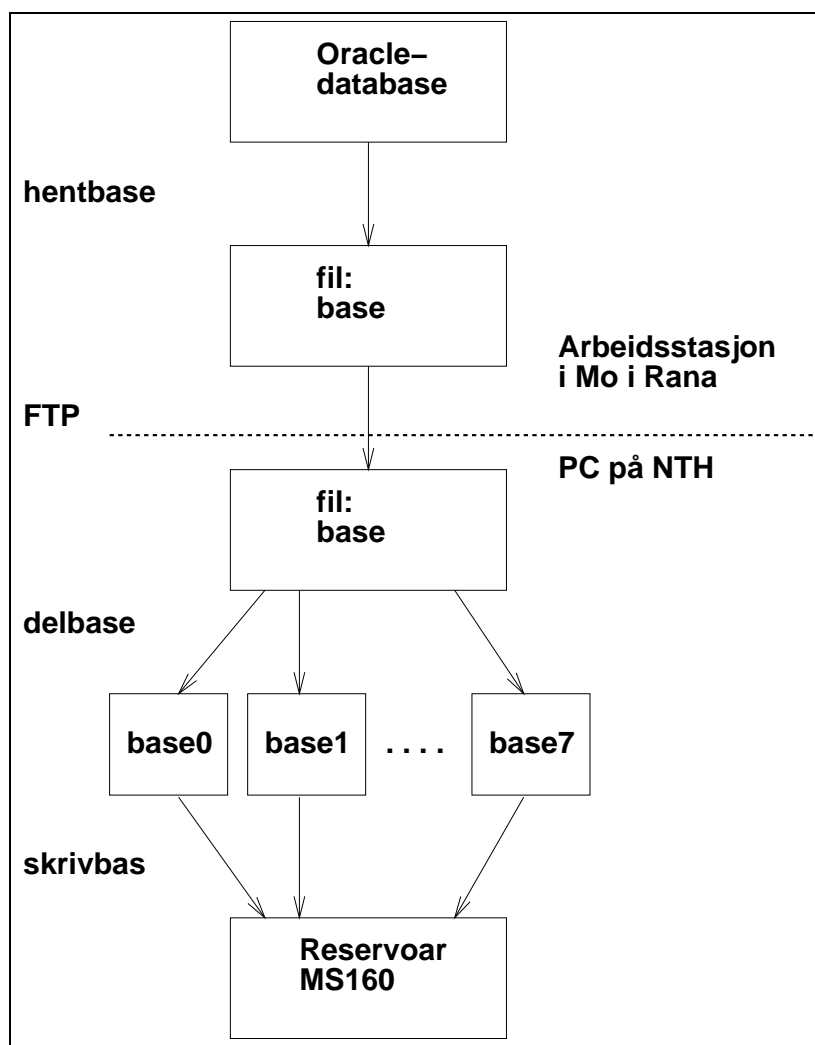 Oracle–
database
hentbase
fil:
base
Arbeidsstasjon
i Mo i Rana
FTP
PC på NTH
fil:
base
delbase
base0 base1 . . . . base7
skrivbas
Reservoar
MS160